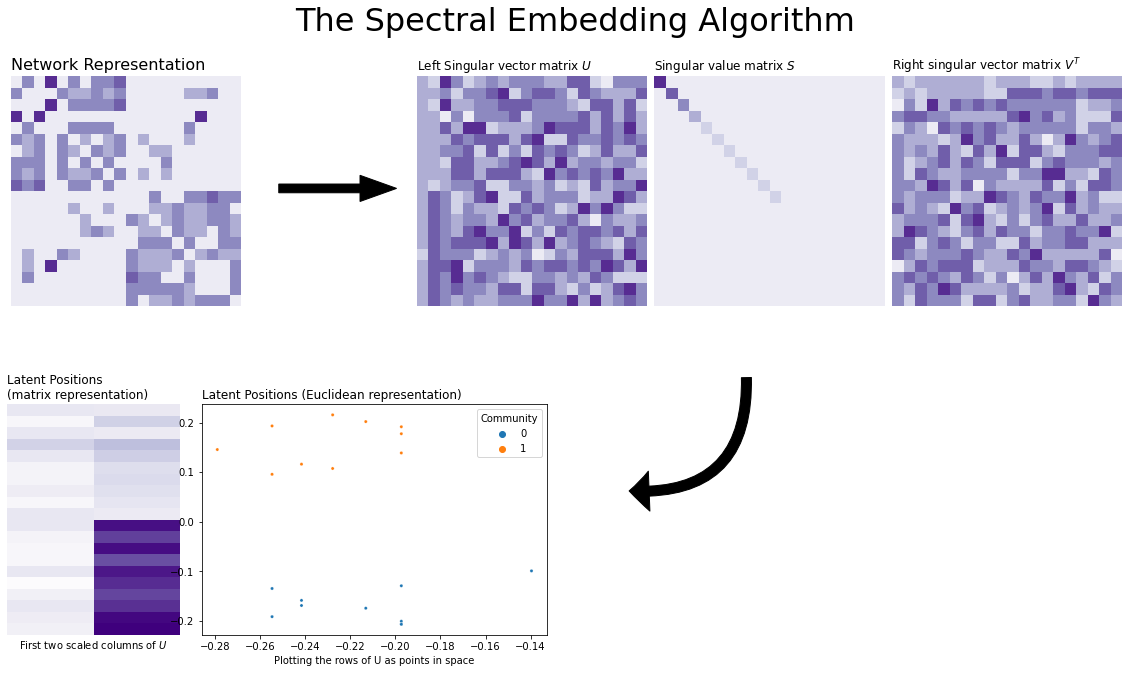 The Spectral Embedding Algorithm
Network Representation
Left Singular vector matrix U
Singular value matrix S
Right singular vector matrix V^T
Latent Positions
(matrix representation)
First two scaled columns of U
Latent Positions (Euclidean representation)
Community
0
1
0.2
0.1
0.0
−0.1
−0.2
−0.28 −0.26 −0.24 −0.22 −0.20 −0.18 −0.16 −0.14
Plotting the rows of U as points in space